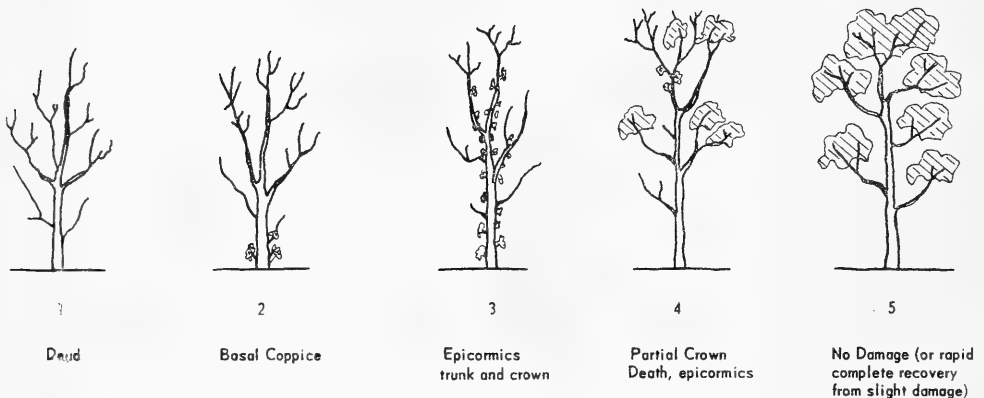 1
Dead
2
Basal Coppice
3
Epicormics
trunk and crown
4
Partial Crown
Death, epicormics
5
No Damage (or rapid
complete recovery
from slight damage)